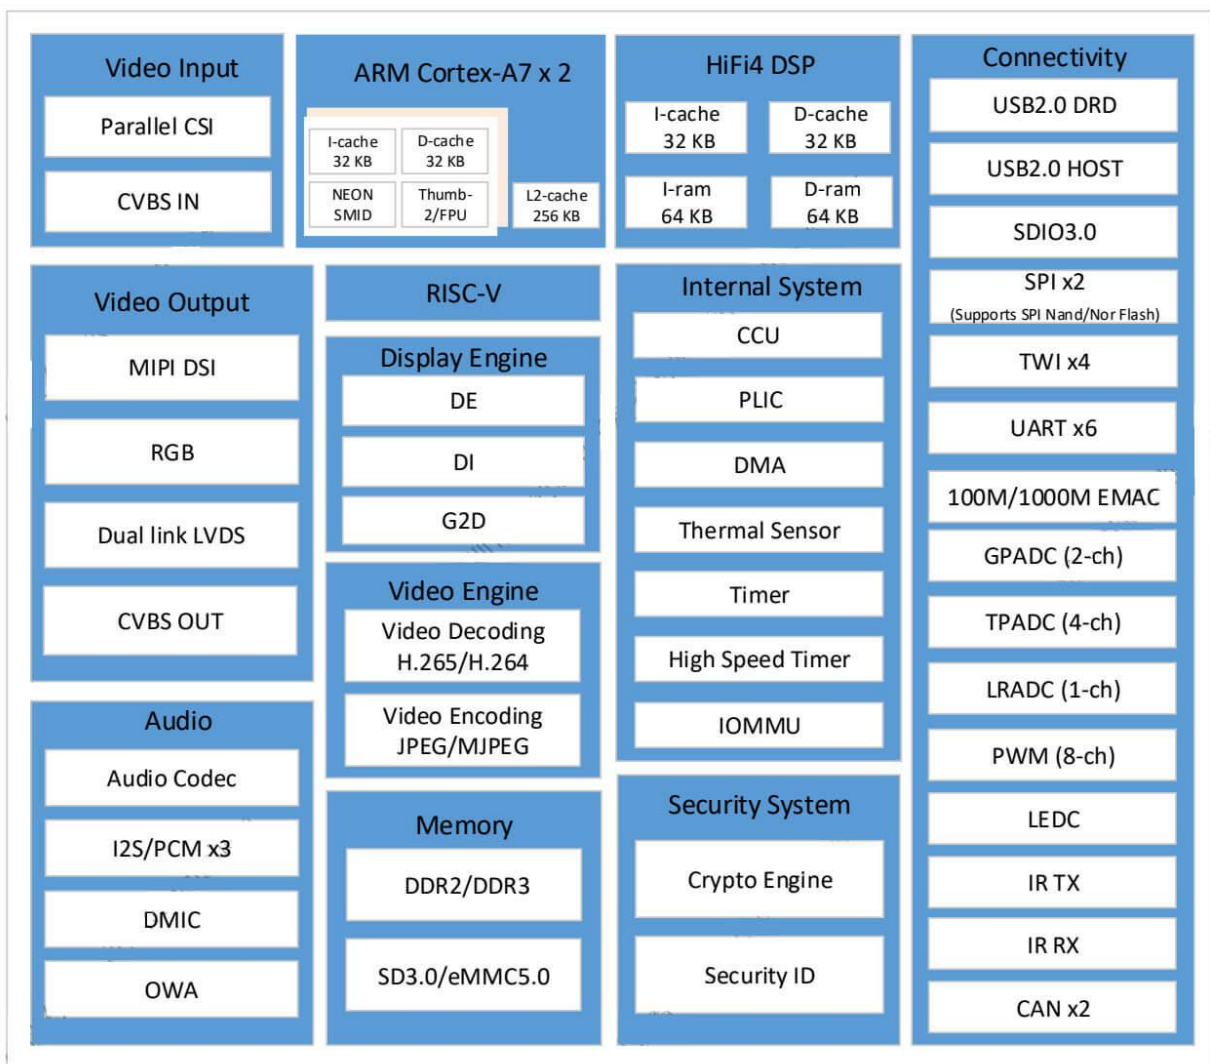 Video Input
Parallel CSI
CVBS IN
ARM Cortex-A7 x 2
I-cache
32 KB
D-cache
32 KB
NEON
SMID
Thumb-
2/FPU
L2-cache
256 KB
HiFi4 DSP
I-cache
32 KB
D-cache
32 KB
I-ram
64 KB
D-ram
64 KB
Connectivity
USB2.0 DRD
USB2.0 HOST
SDIO3.0
SPI x2
(Supports SPI Nand/Nor Flash)
TWI x4
UART x6
100M/1000M EMAC
GPADC (2-ch)
TPADC (4-ch)
LRADC (1-ch)
PWM (8-ch)
LEDC
IR TX
IR RX
CAN x2
Video Output
MIPI DSI
RGB
Dual link LVDS
CVBS OUT
RISC-V
Display Engine
DE
DI
G2D
Video Engine
Video Decoding
H.265/H.264
Video Encoding
JPEG/MJPEG
Internal System
CCU
PLIC
DMA
Thermal Sensor
Timer
High Speed Timer
IOMMU
Audio
Audio Codec
I2S/PCM x3
DMIC
OWA
Memory
DDR2/DDR3
SD3.0/eMMC5.0
Security System
Crypto Engine
Security ID